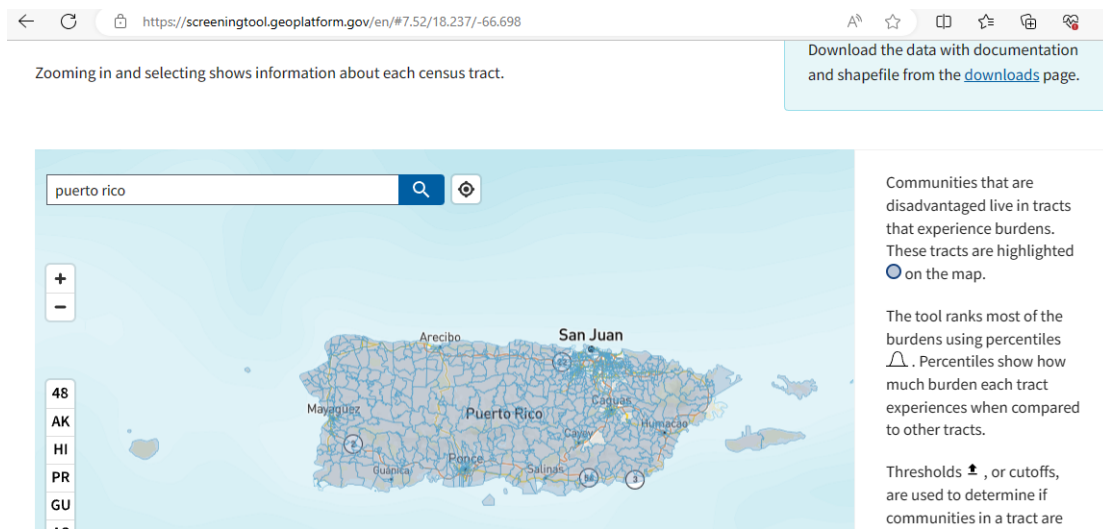 https://screeningtool.geoplatform.gov/en/#7.52/18.237/-66.698
Download the data with documentation
and shapefile from the downloads page.
Zooming in and selecting shows information about each census tract.
puerto rico
+
−
48
AK
HI
PR
GU
Arecibo
San Juan
22
Mayagüez
Puerto Rico
Caguas
Humacao
Cayey
2
Ponce
Guánica
Salinas
3
Communities that are
disadvantaged live in tracts
that experience burdens.
These tracts are highlighted
on the map.
The tool ranks most of the
burdens using percentiles
. Percentiles show how
much burden each tract
experiences when compared
to other tracts.
Thresholds , or cutoffs,
are used to determine if
communities in a tract are